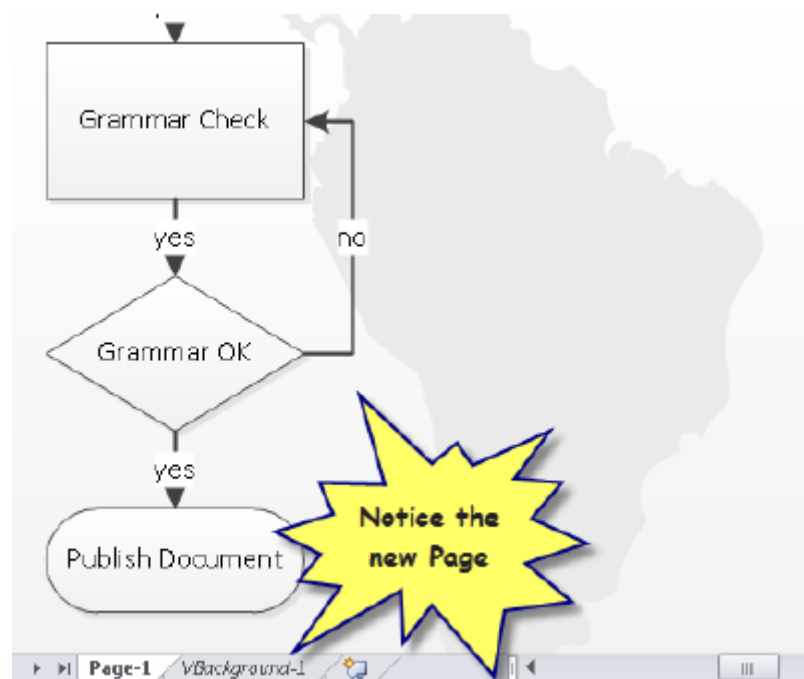 Grammar Check
yes
no
Grammar OK
yes
Notice the
new Page
Publish Document
Page-1
VBackground-1